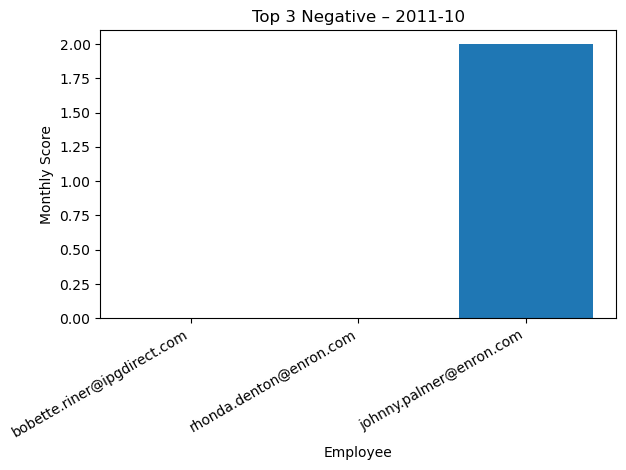 Top 3 Negative – 2011-10
Monthly Score
2.00
1.75
1.50
1.25
1.00
0.75
0.50
0.25
0.00
bobette.riner@ipgdirect.com
rhonda.denton@enron.com
johnny.palmer@enron.com
Employee